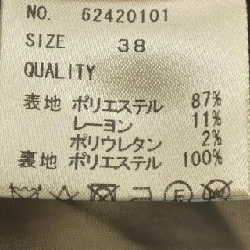 NO. 62420101
SIZE 38
QUALITY
表地 ポリエステル 87%
レーヨン 11%
ポリウレタン 2%
裏地 ポリエステル 100%